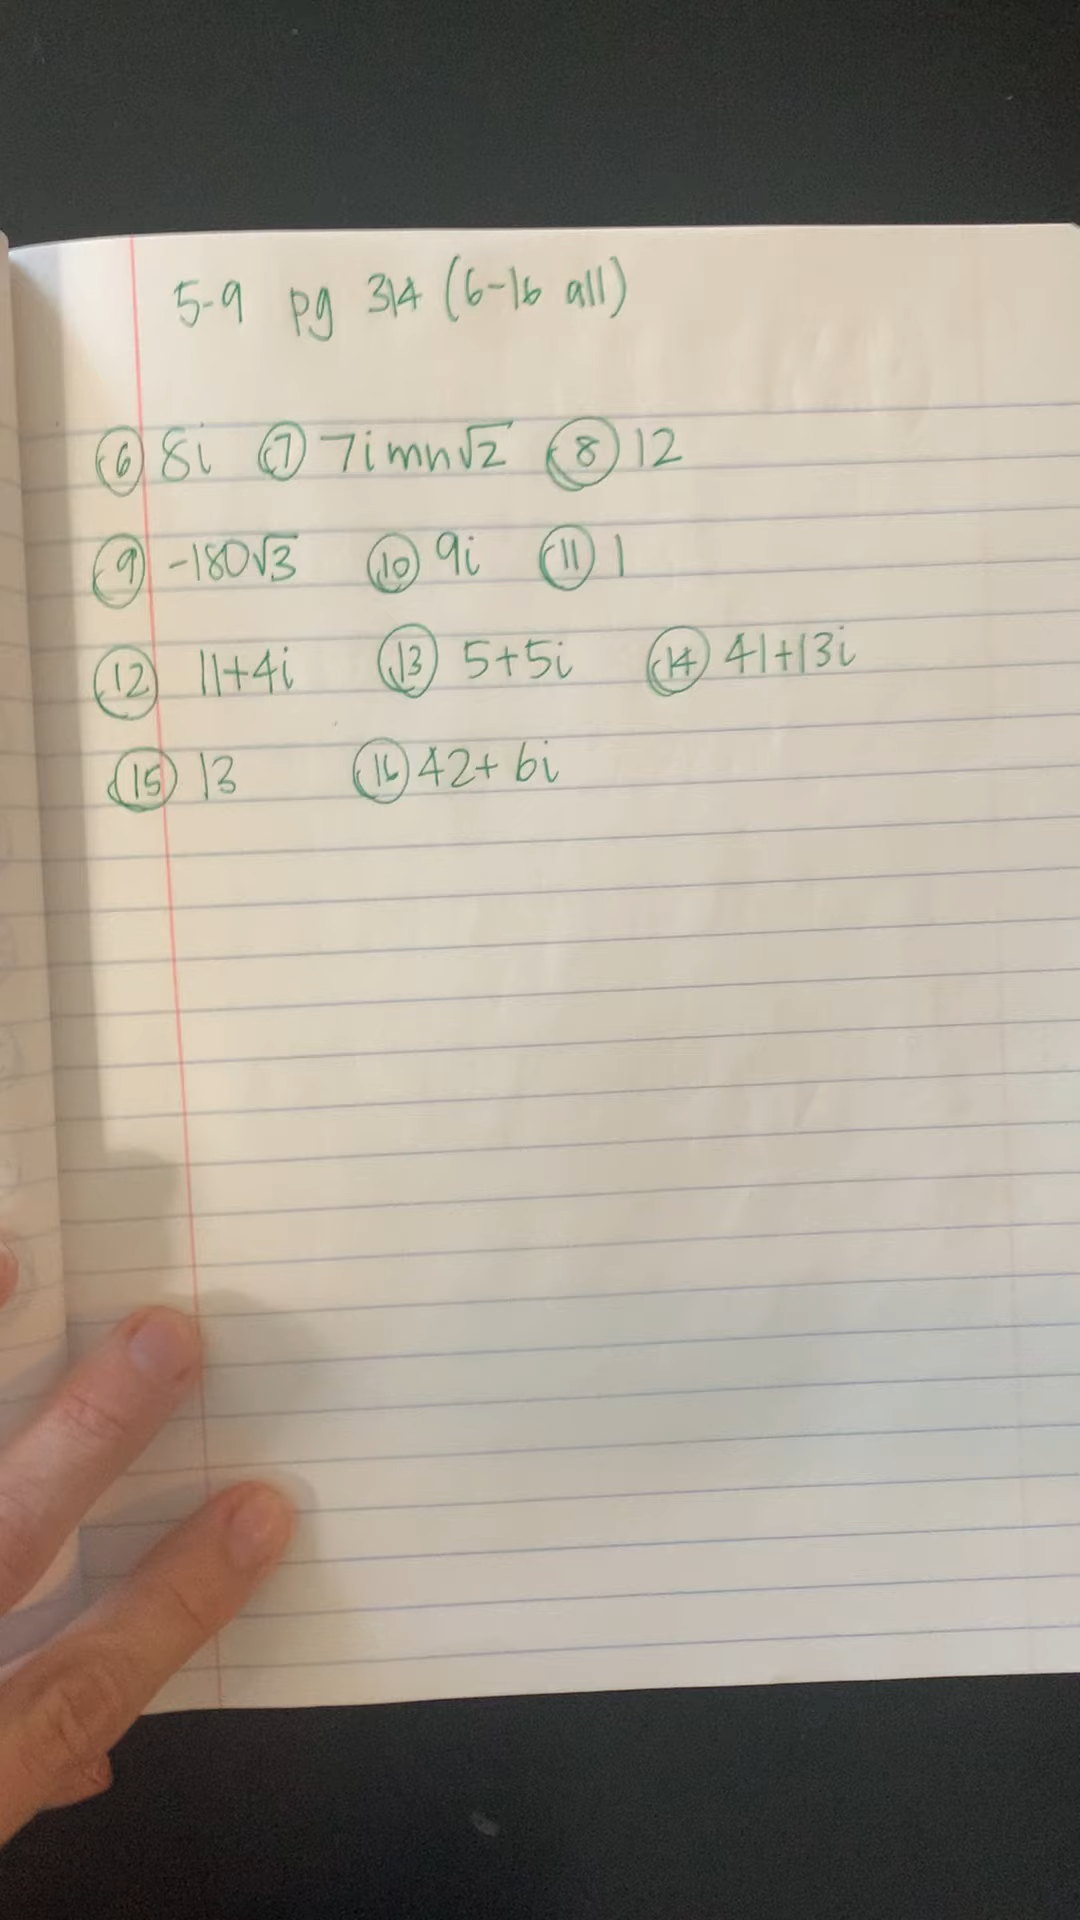 5-9 pg 314 (6-16 all)
⑥ 8i ⑦ 7imn√2 ⑧ 12
⑨ -180√3 ⑩ 9i ⑪ 1
⑫ 11+4i ⑬ 5+5i ⑭ 41+13i
⑮ 13 ⑯ 42+6i